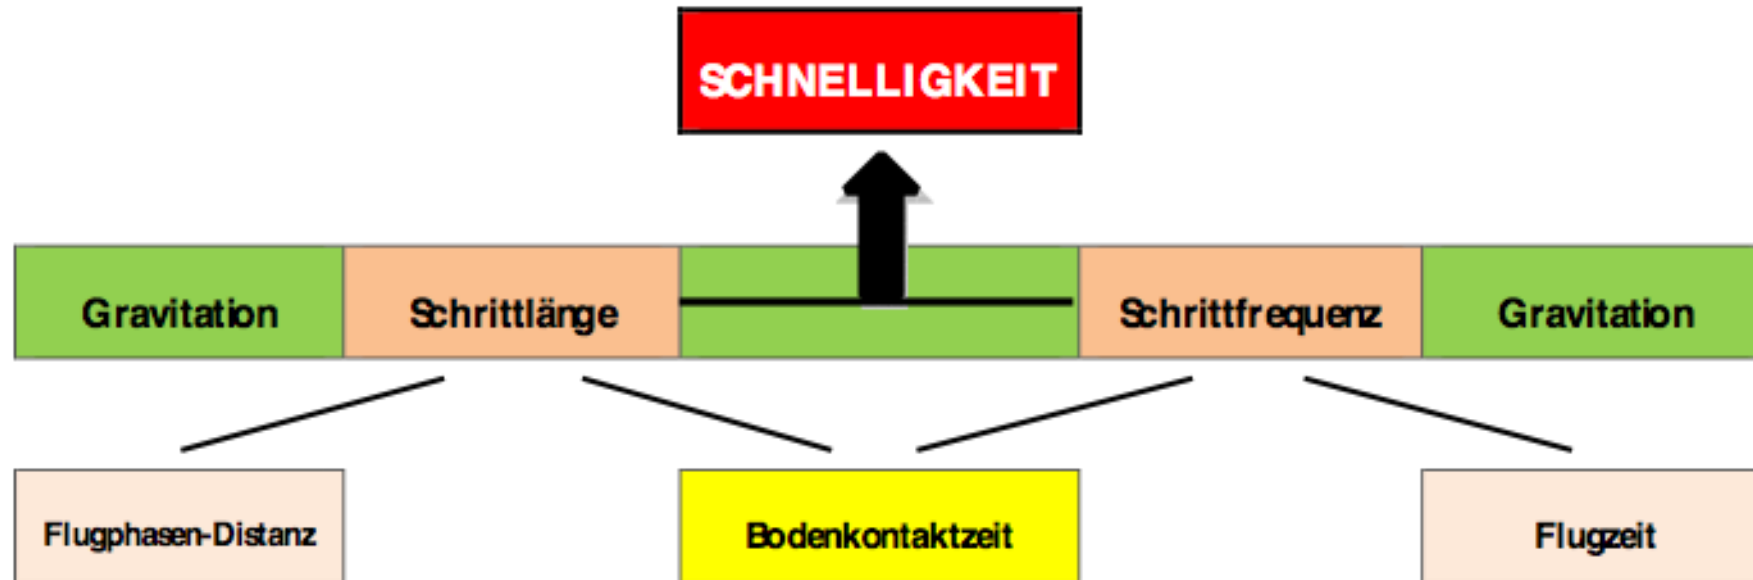 SCHNELLIGKEIT
Gravitation
Schrittlänge
Schrittfrequenz
Gravitation
Flugphasen-Distanz
Bodenkontaktzeit
Flugzeit